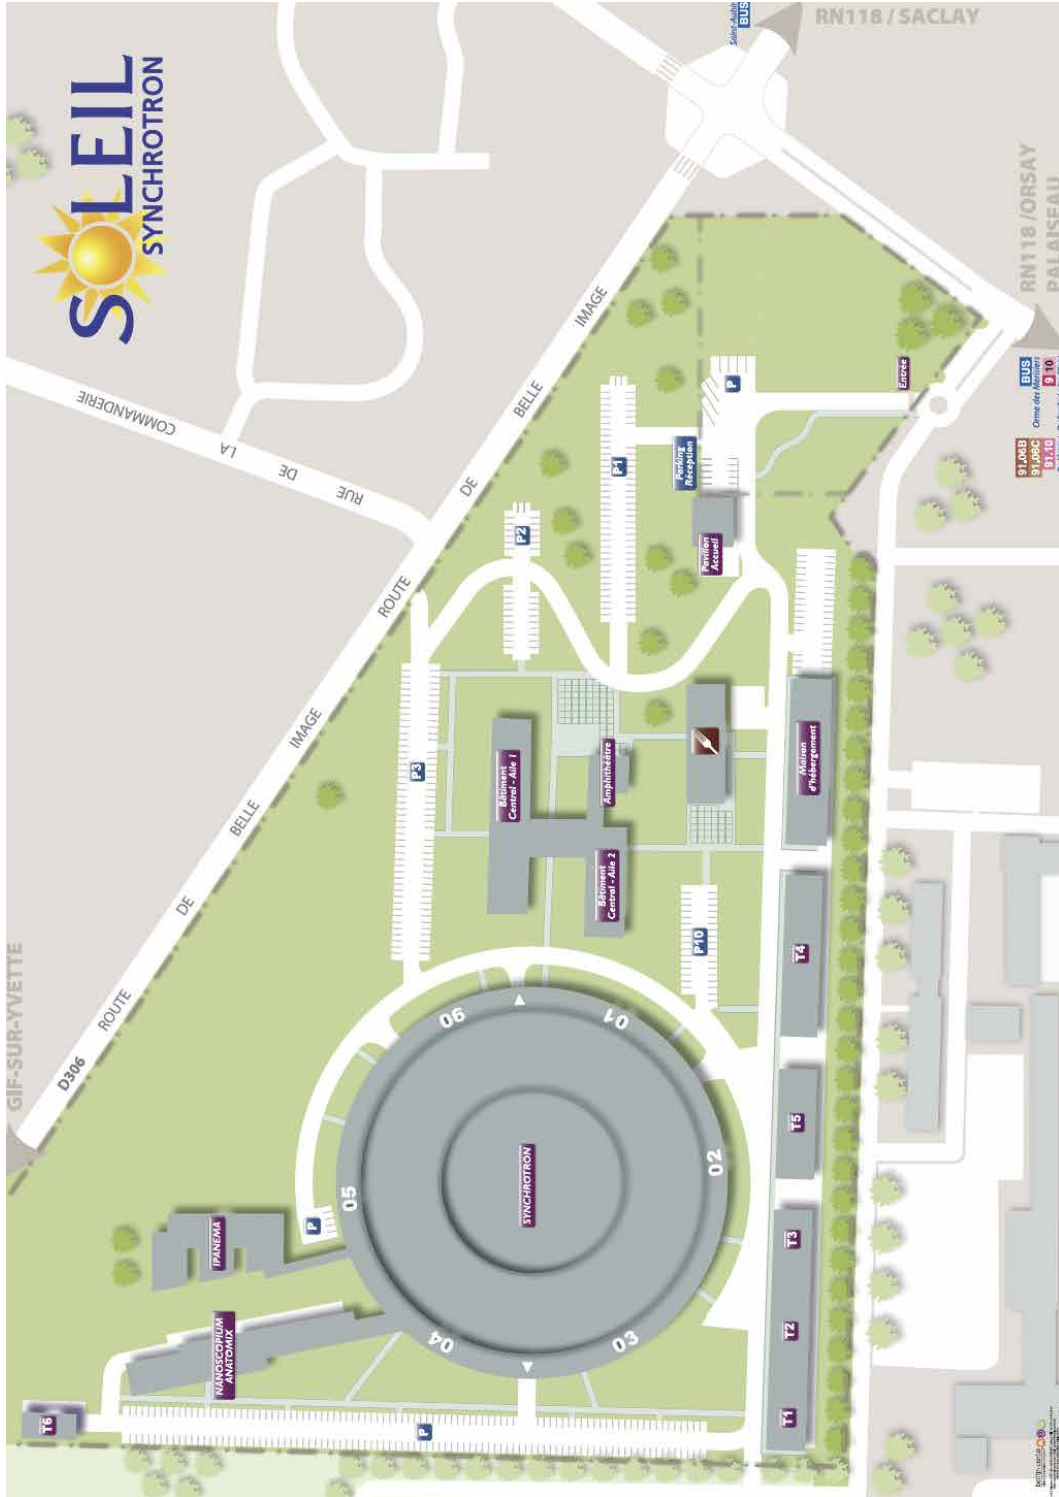 SOLEIL
SYNCHROTRON
RN118 / SACLAY
BUS
RN118 /ORSAY
PALAISEAU
BUS
Orme des Merisiers
9 10
91.06B
91.06C
91.10
GIF-SUR-YVETTE
D306
ROUTE
DE
BELLE
IMAGE
ROUTE
DE
BELLE
IMAGE
RUE
DE
LA
COMMANDERIE
Entrée
P
Parking
Réception
P1
P2
P3
Pavillon
Accueil
Bâtiment
Central - Aile 1
Amphithéâtre
Bâtiment
Central - Aile 2
Maison
d'hébergement
P10
T4
T5
T3
T2
T1
T6
SYNCHROTRON
01
02
03
04
05
06
P
IPANEMA
NANOSCOPIUM
ANATOMIX
P